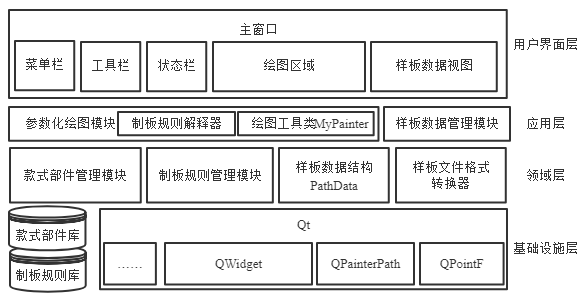 主窗口
用户界面层
菜单栏
工具栏
状态栏
绘图区域
样板数据视图
参数化绘图模块
制板规则解释器
绘图工具类MyPainter
样板数据管理模块
应用层
款式部件管理模块
制板规则管理模块
样板数据结构
PathData
样板文件格式
转换器
领域层
款式部件库
制板规则库
Qt
……
QWidget
QPainterPath
QPointF
基础设施层